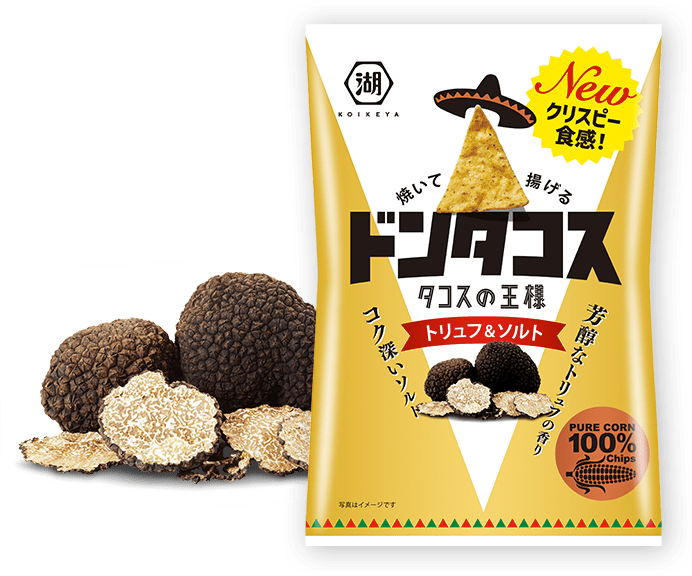 湖
KOIKEYA
New
クリスピー
食感!
焼いて 揚げる
ドンタコス
タコスの王様
トリュフ&ソルト
コク深いソルト
芳醇なトリュフの香り
PURE CORN
100%
Chips
写真はイメージです